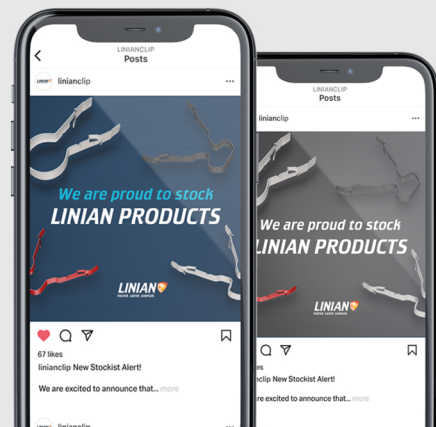 LINIANCLIP
Posts
linianclip
We are proud to stock
LINIAN PRODUCTS
LINIAN
FASTER SAFER SIMPLER
67 likes
linianclip New Stockist Alert!
We are excited to announce that... more
linianclip
LINIANCLIP
Posts
linianclip
We are proud to stock
LINIAN PRODUCTS
LINIAN
FASTER SAFER SIMPLER
es
nclip New Stockist Alert!
re excited to announce that... more